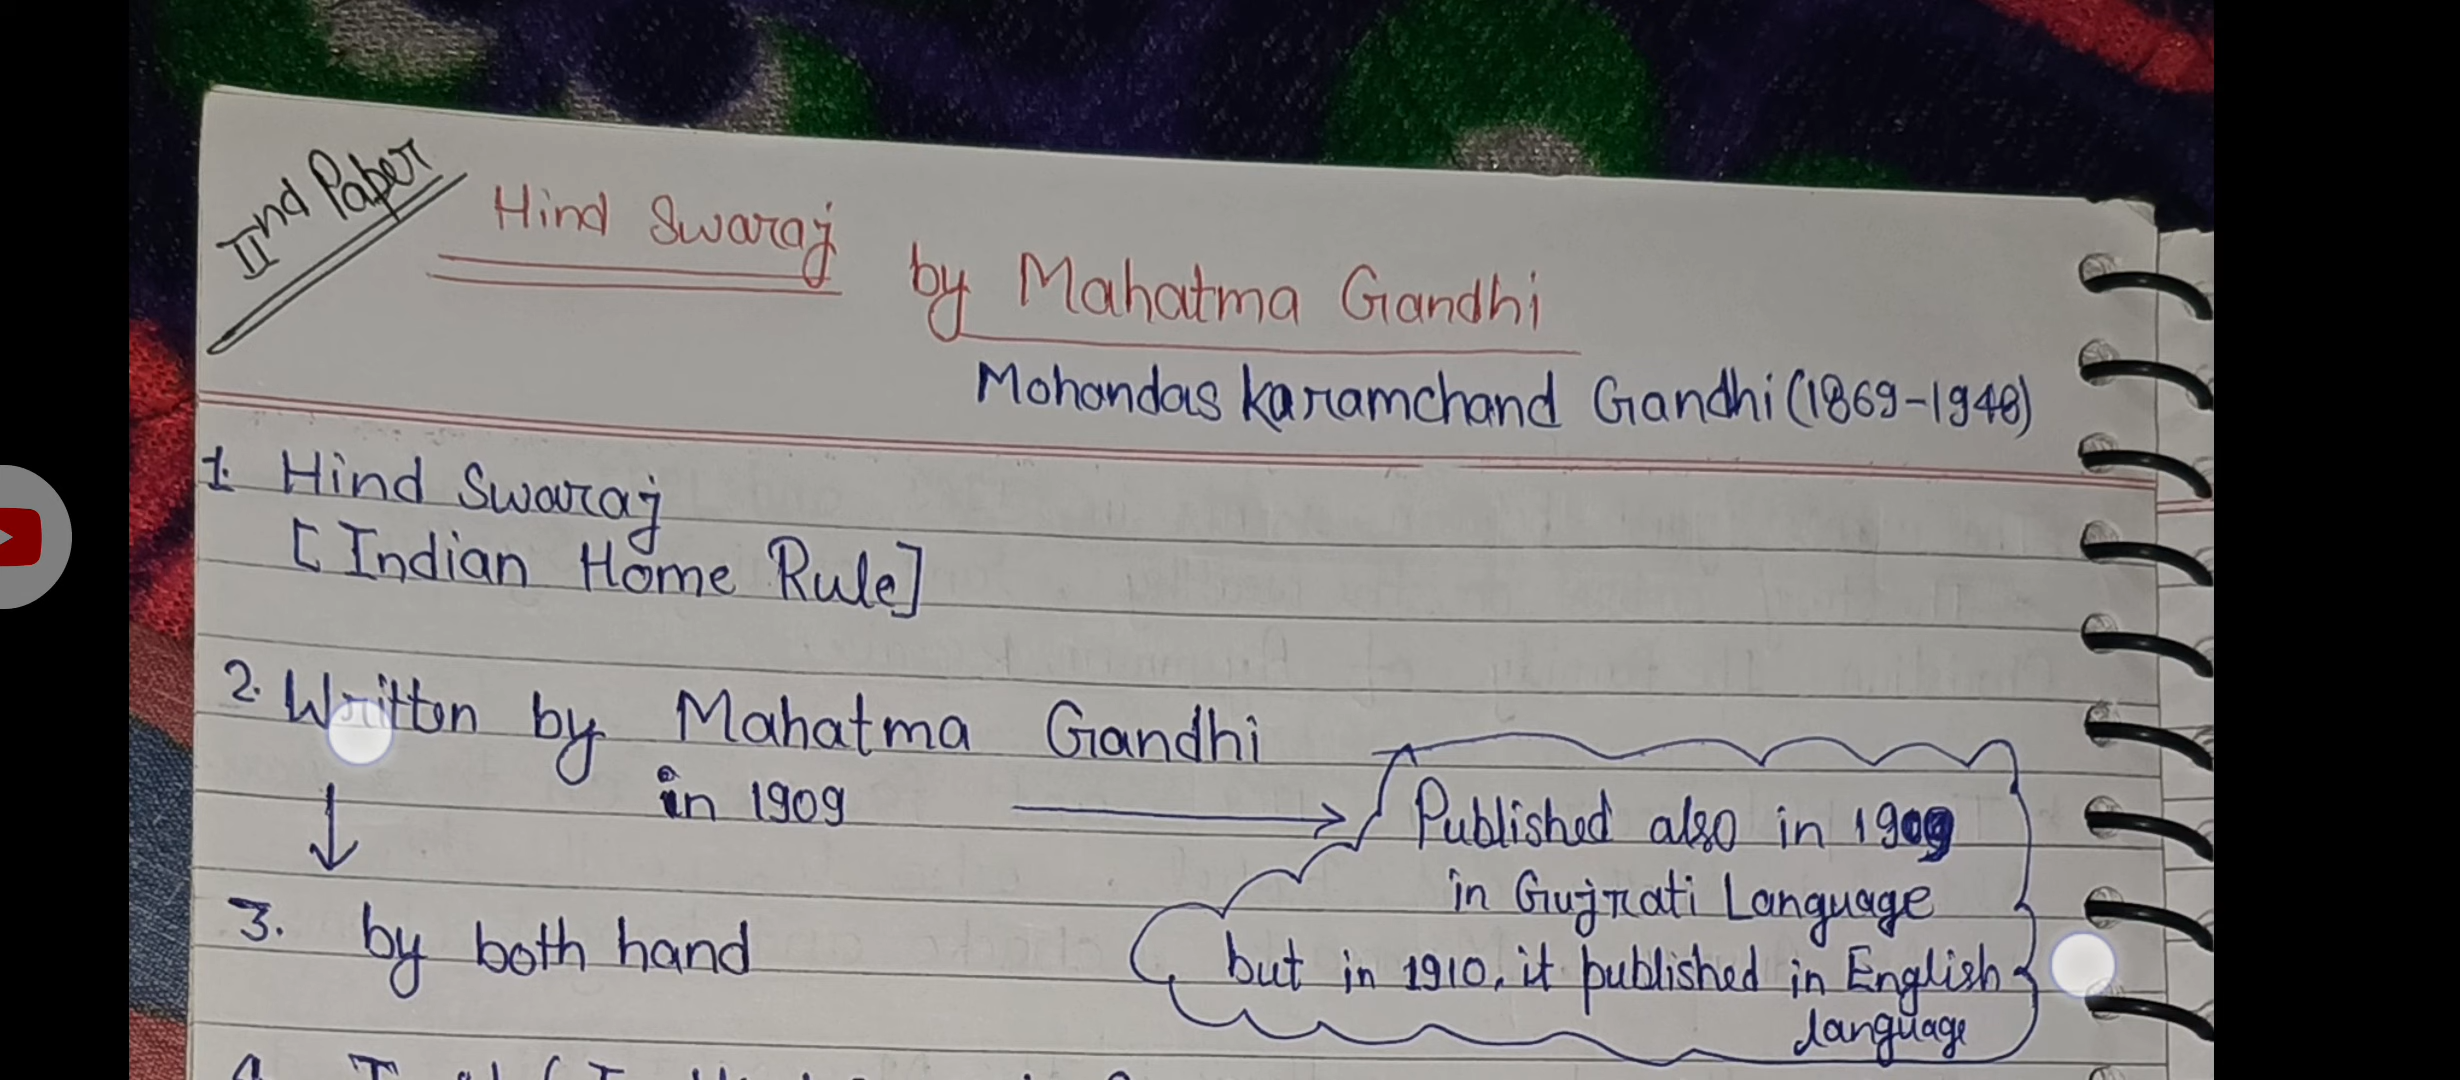 IInd Paper
Hind Swaraj
by Mahatma Gandhi
Mohandas Karamchand Gandhi (1869-1948)
1. Hind Swaraj
[Indian Home Rule]
2. Written by Mahatma Gandhi
in 1909
Published also in 1909
in Gujrati Language
but in 1910, it published in English
language
3. by both hand